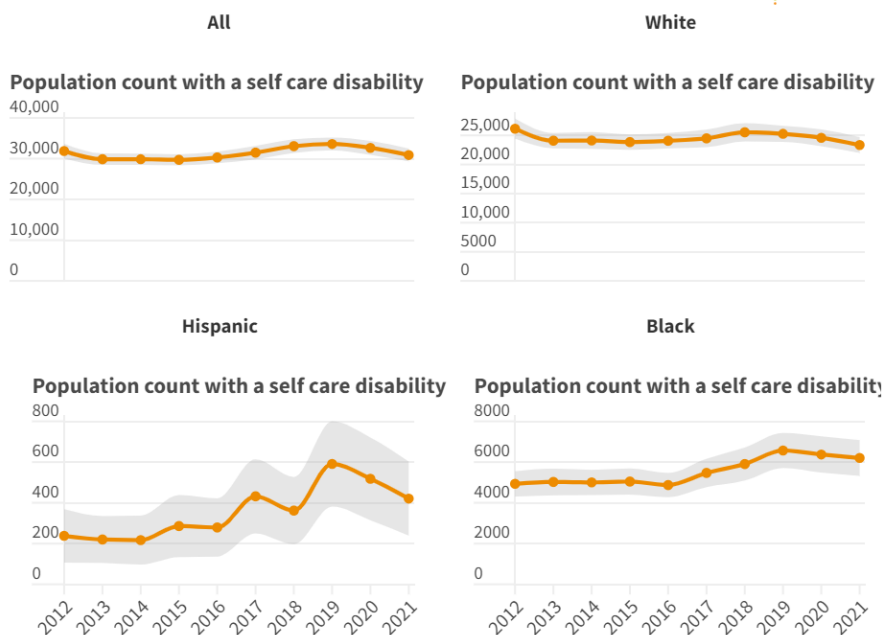 All
White
Population count with a self care disability
Population count with a self care disability
40,000
30,000
20,000
10,000
0
25,000
20,000
15,000
10,000
5000
0
Hispanic
Black
Population count with a self care disability
Population count with a self care disability
800
600
400
200
0
2012 2013 2014 2015 2016 2017 2018 2019 2020 2021
8000
6000
4000
2000
0
2012 2013 2014 2015 2016 2017 2018 2019 2020 2021